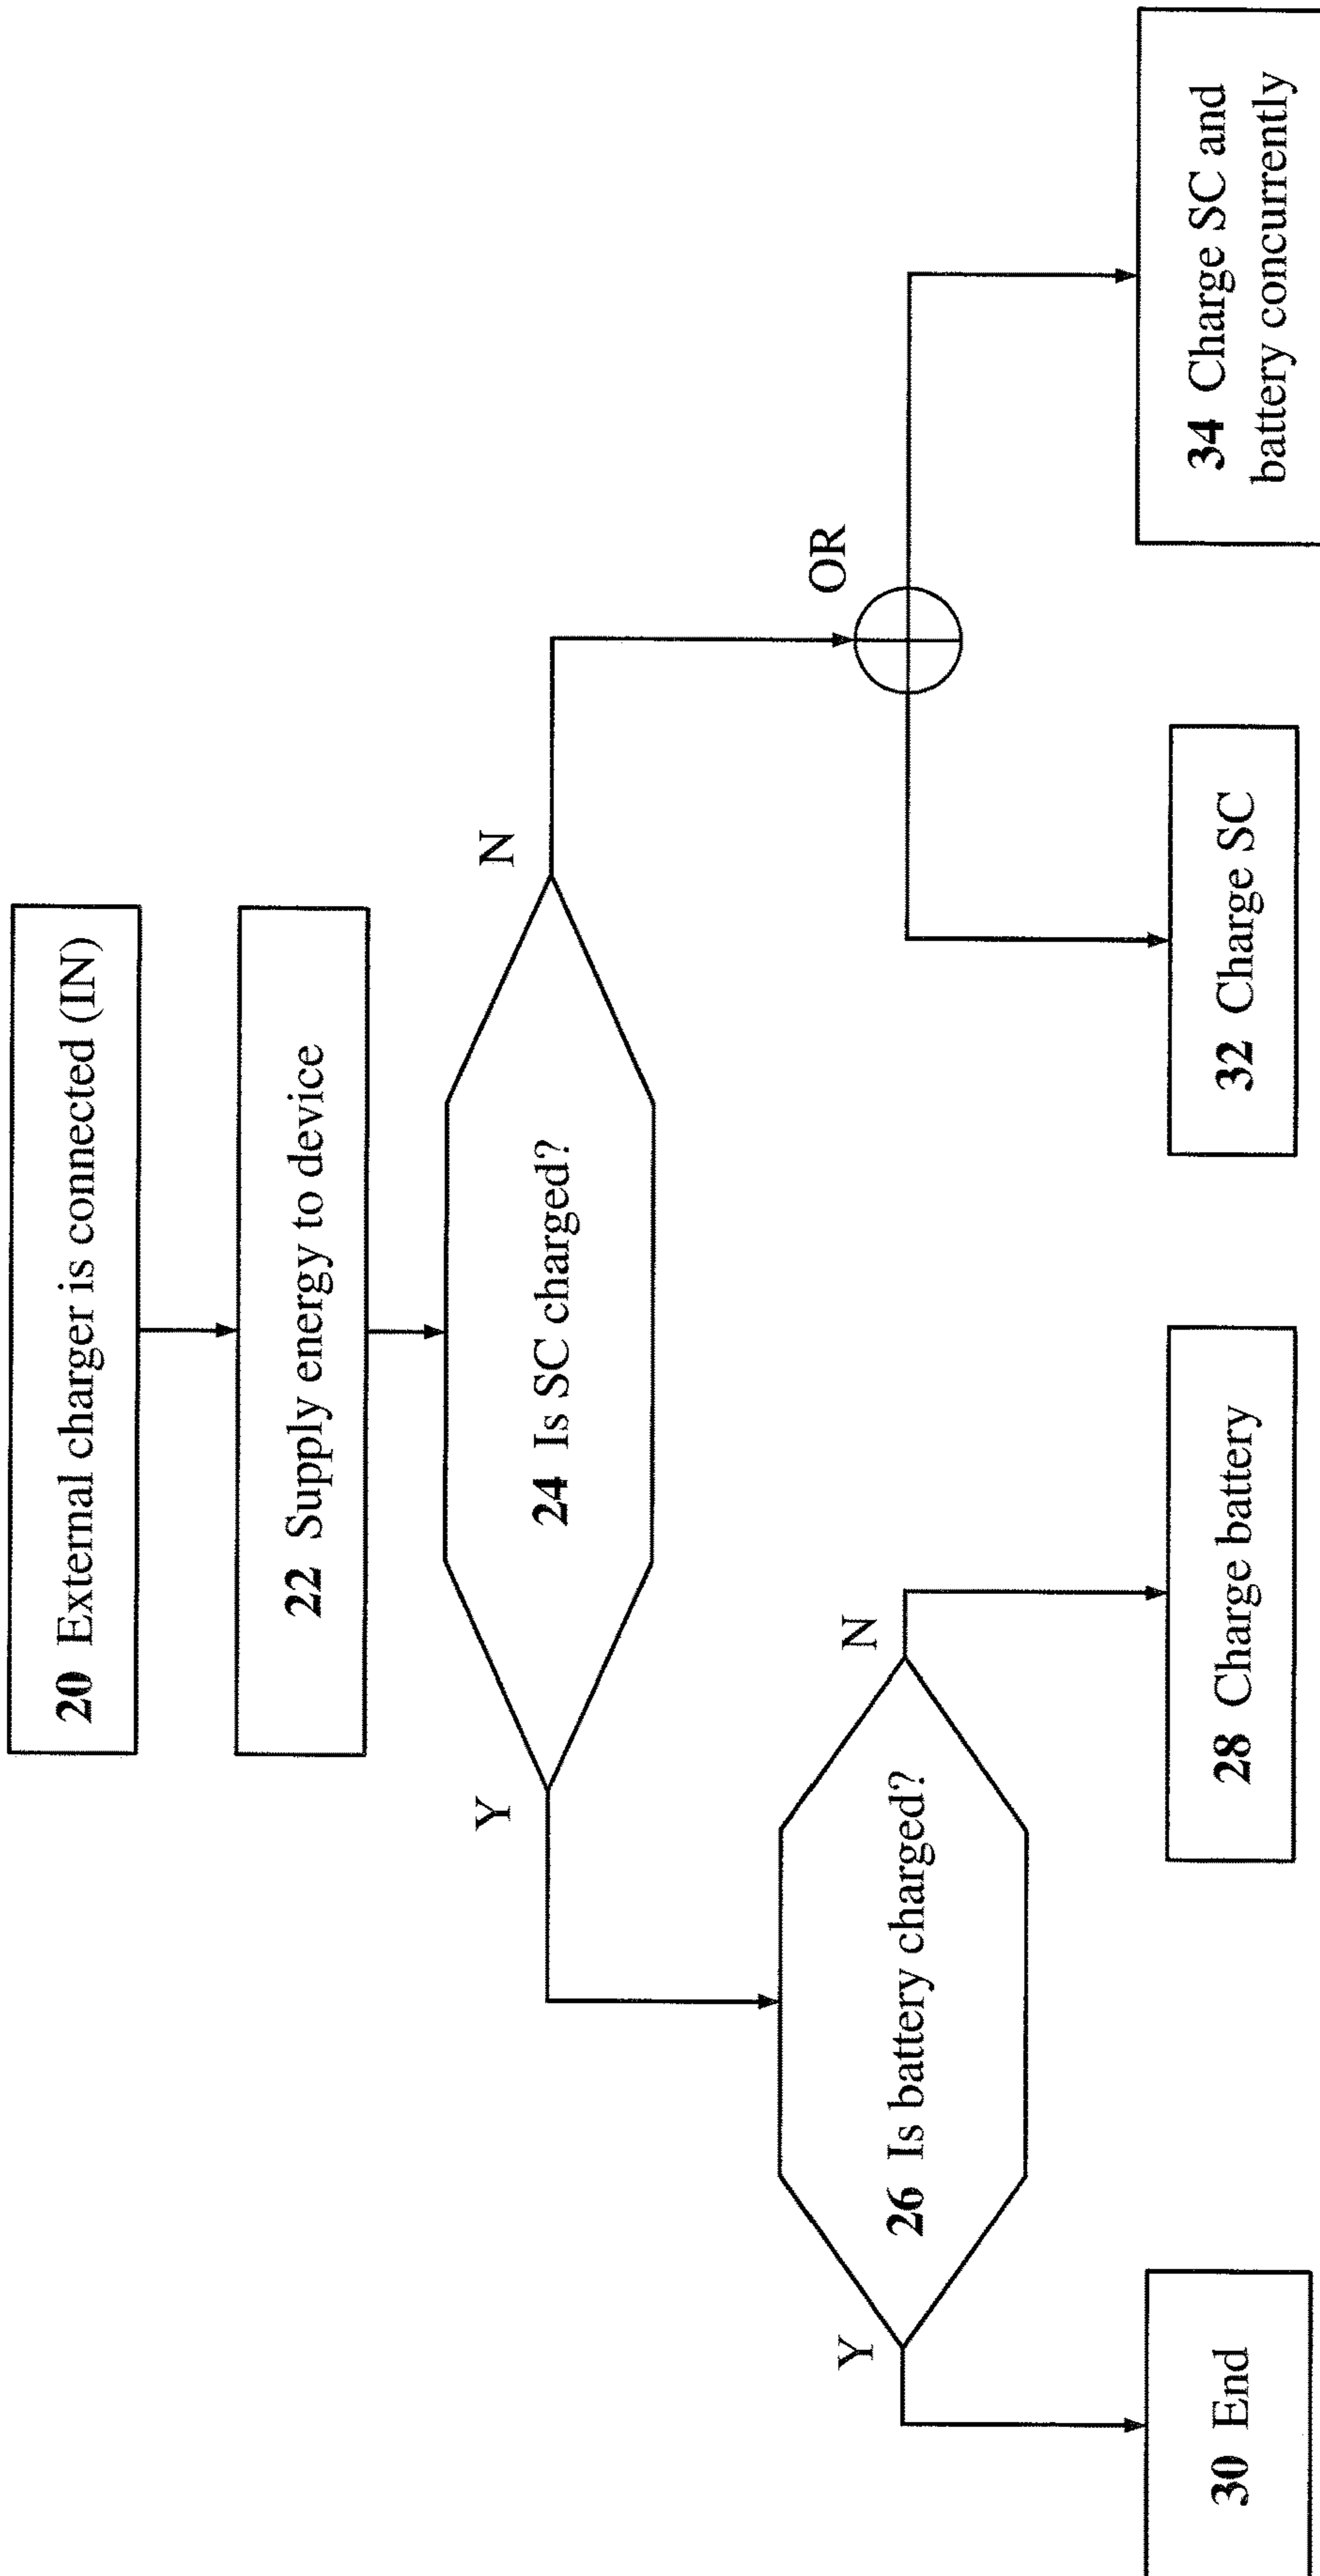 20 External charger is connected (IN)
22 Supply energy to device
24 Is SC charged?
Y
N
26 Is battery charged?
Y
N
OR
30 End
28 Charge battery
32 Charge SC
34 Charge SC and
battery concurrently